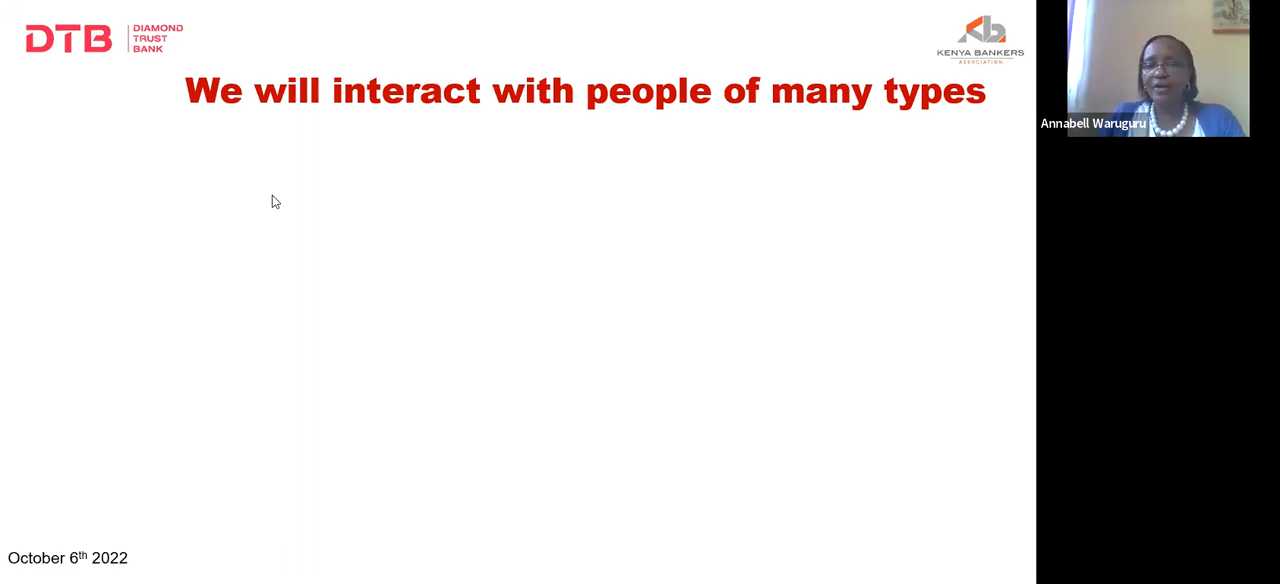 DTB
DIAMOND
TRUST
BANK
KENYA BANKERS
ASSOCIATION
We will interact with people of many types
Annabell Waruguru
October 6th 2022